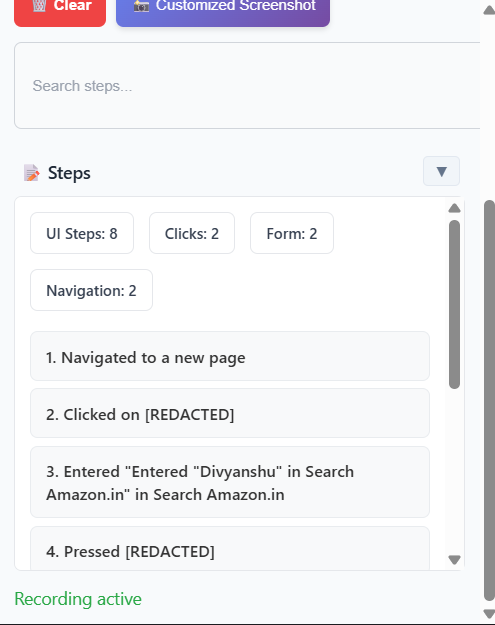 Clear
Customized Screenshot
Search steps...
Steps
UI Steps: 8
Clicks: 2
Form: 2
Navigation: 2
1. Navigated to a new page
2. Clicked on [REDACTED]
3. Entered "Entered "Divyanshu" in Search
Amazon.in" in Search Amazon.in
4. Pressed [REDACTED]
Recording active